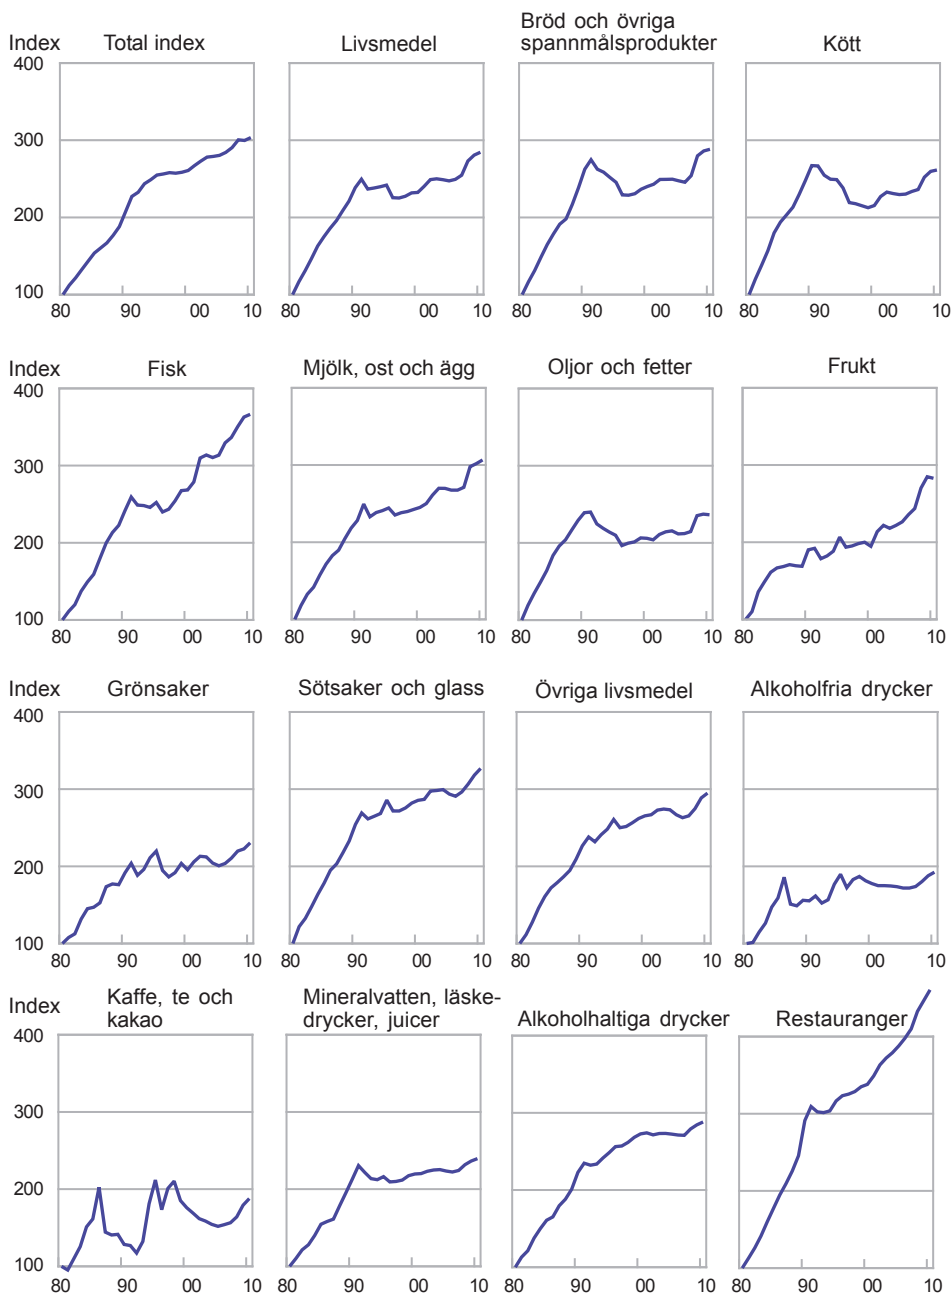 Bröd och övriga
Index Total index Livsmedel spannmålsprodukter Kött
400
300
200
100
80 90 00 10 80 90 00 10 80 90 00 10 80 90 00 10
Index Fisk Mjölk, ost och ägg Oljor och fetter Frukt
400
300
200
100
80 90 00 10 80 90 00 10 80 90 00 10 80 90 00 10
Index Grönsaker Sötsaker och glass Övriga livsmedel Alkoholfria drycker
400
300
200
100
80 90 00 10 80 90 00 10 80 90 00 10 80 90 00 10
Kaffe, te och Mineralvatten, läske-
Index kakao drycker, juicer Alkoholhaltiga drycker Restauranger
400
300
200
100
80 90 00 10 80 90 00 10 80 90 00 10 80 90 00 10